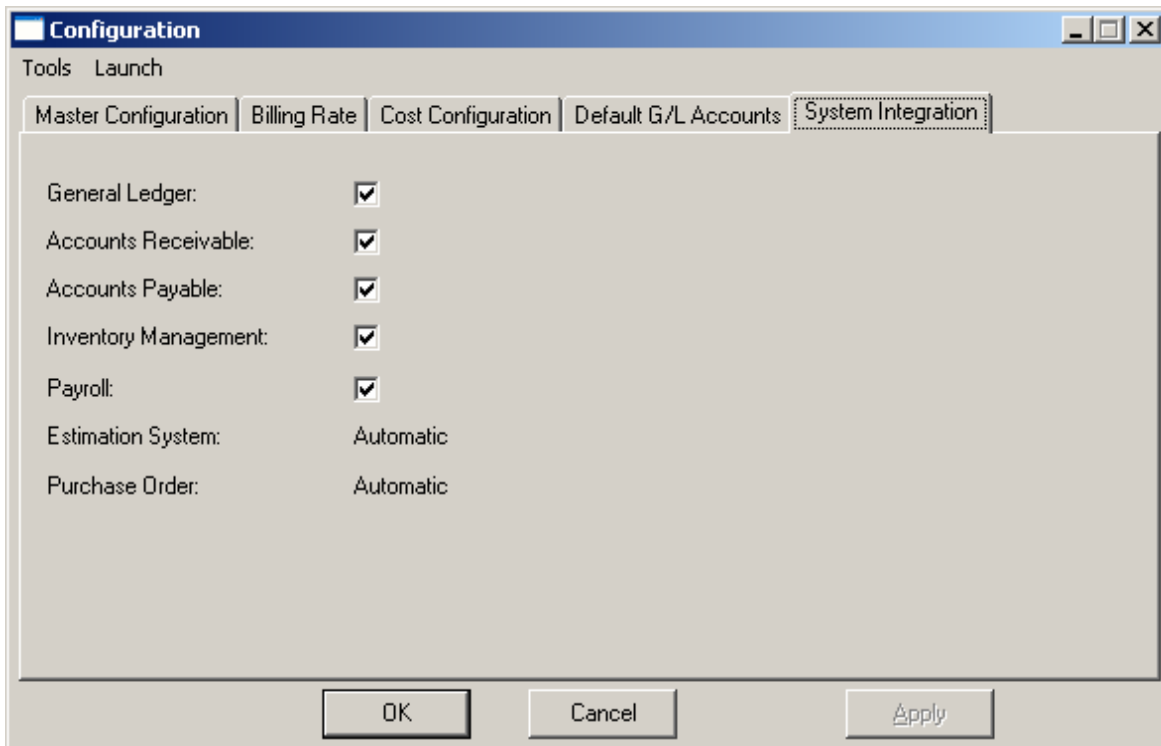 Configuration
Tools Launch
Master Configuration Billing Rate Cost Configuration Default G/L Accounts System Integration
General Ledger:
Accounts Receivable:
Accounts Payable:
Inventory Management:
Payroll:
Estimation System: Automatic
Purchase Order: Automatic
OK Cancel Apply